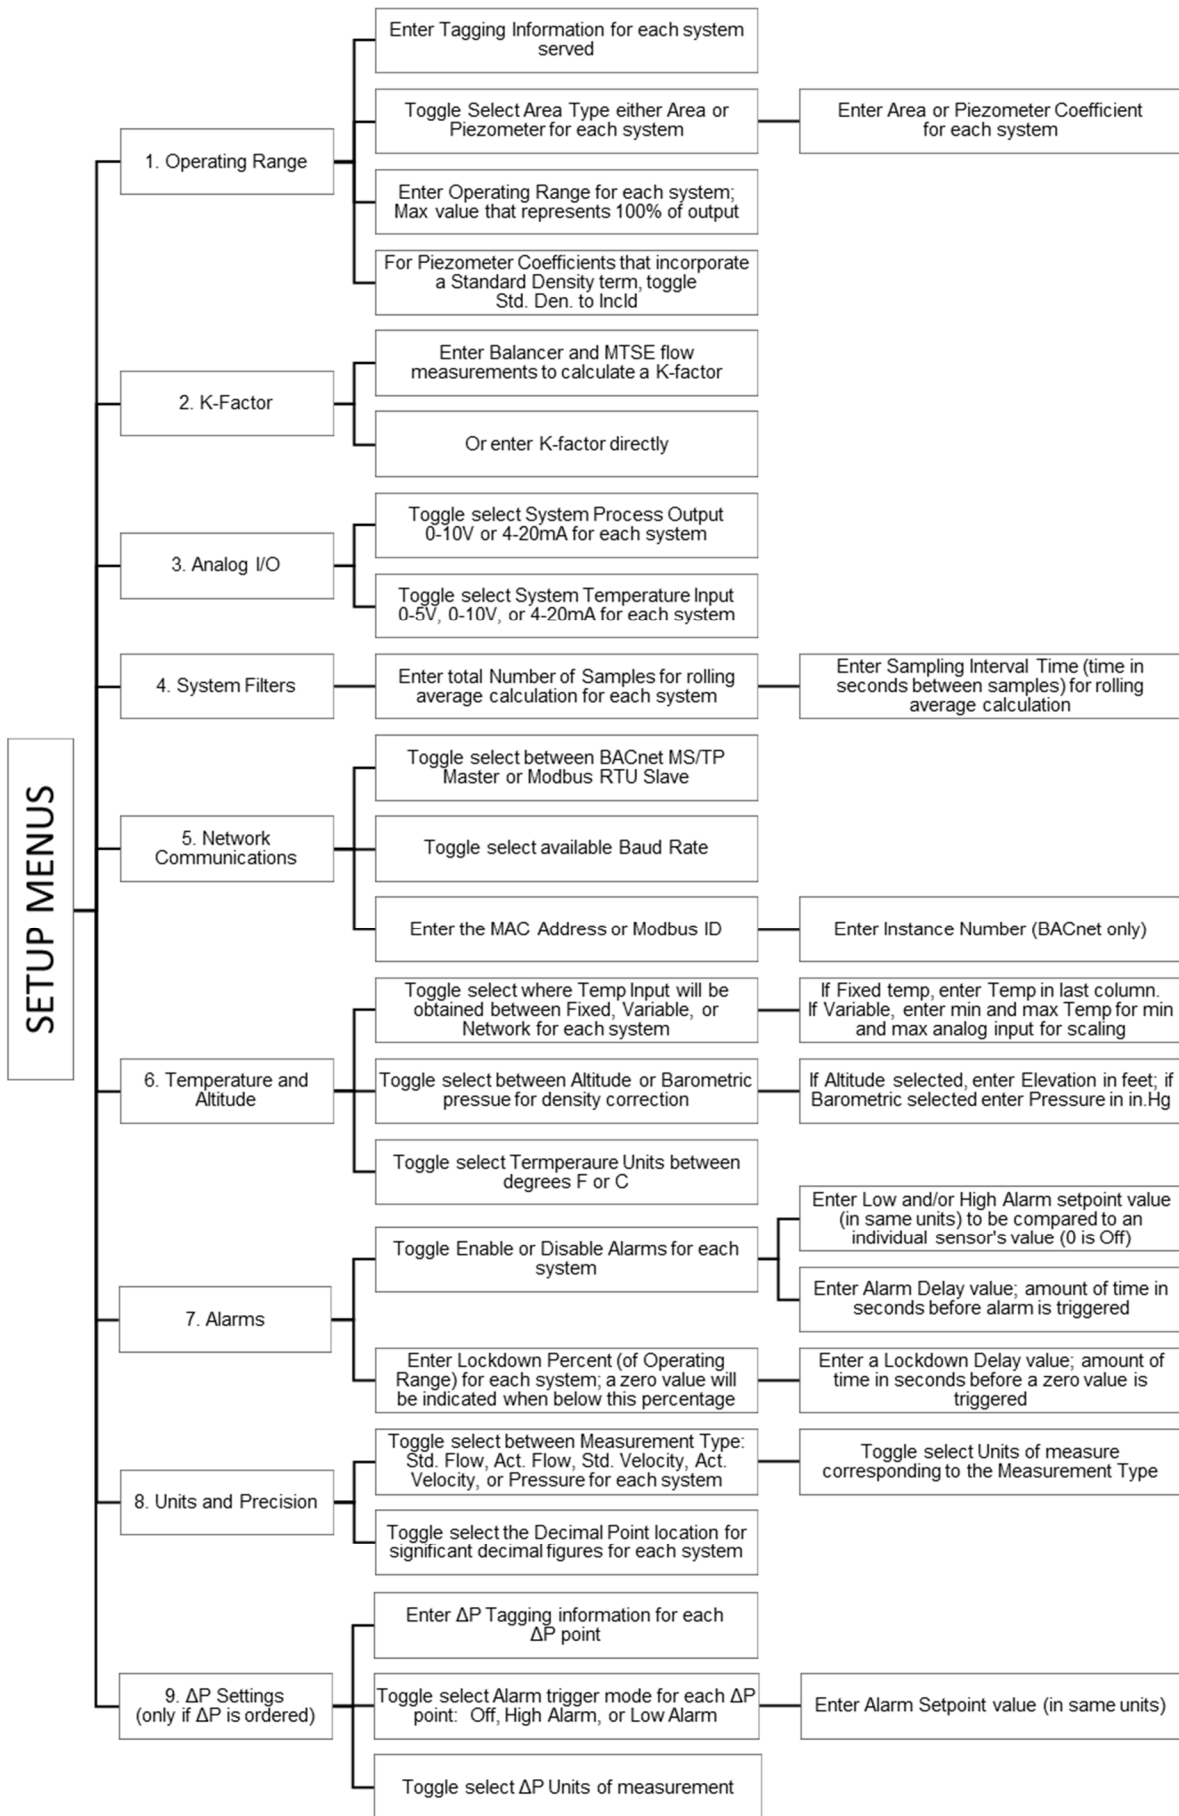 SETUP MENUS
1. Operating Range
Enter Tagging Information for each system
served
Toggle Select Area Type either Area or
Piezometer for each system
Enter Area or Piezometer Coefficient
for each system
Enter Operating Range for each system;
Max value that represents 100% of output
For Piezometer Coefficients that incorporate
a Standard Density term, toggle
Std. Den. to Incld
2. K-Factor
Enter Balancer and MTSE flow
measurements to calculate a K-factor
Or enter K-factor directly
3. Analog I/O
Toggle select System Process Output
0-10V or 4-20mA for each system
Toggle select System Temperature Input
0-5V, 0-10V, or 4-20mA for each system
4. System Filters
Enter total Number of Samples for rolling
average calculation for each system
Enter Sampling Interval Time (time in
seconds between samples) for rolling
average calculation
5. Network
Communications
Toggle select between BACnet MS/TP
Master or Modbus RTU Slave
Toggle select available Baud Rate
Enter the MAC Address or Modbus ID
Enter Instance Number (BACnet only)
6. Temperature and
Altitude
Toggle select where Temp Input will be
obtained between Fixed, Variable, or
Network for each system
If Fixed temp, enter Temp in last column.
If Variable, enter min and max Temp for min
and max analog input for scaling
Toggle select between Altitude or Barometric
pressue for density correction
If Altitude selected, enter Elevation in feet; if
Barometric selected enter Pressure in in.Hg
Toggle select Termperaure Units between
degrees F or C
7. Alarms
Toggle Enable or Disable Alarms for each
system
Enter Low and/or High Alarm setpoint value
(in same units) to be compared to an
individual sensor's value (0 is Off)
Enter Alarm Delay value; amount of time in
seconds before alarm is triggered
Enter Lockdown Percent (of Operating
Range) for each system; a zero value will
be indicated when below this percentage
Enter a Lockdown Delay value; amount of
time in seconds before a zero value is
triggered
8. Units and Precision
Toggle select between Measurement Type:
Std. Flow, Act. Flow, Std. Velocity, Act.
Velocity, or Pressure for each system
Toggle select Units of measure
corresponding to the Measurement Type
Toggle select the Decimal Point location for
significant decimal figures for each system
9. ΔP Settings
(only if ΔP is ordered)
Enter ΔP Tagging information for each
ΔP point
Toggle select Alarm trigger mode for each ΔP
point: Off, High Alarm, or Low Alarm
Enter Alarm Setpoint value (in same units)
Toggle select ΔP Units of measurement